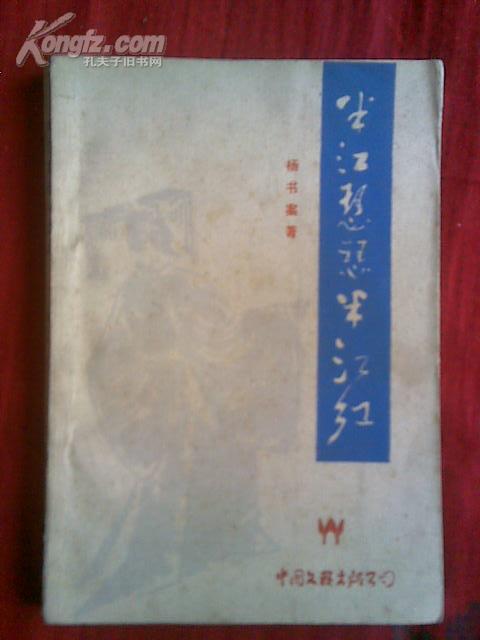 Kongfz.com
孔夫子旧书网
半江瑟瑟半江红
杨书案著
中国文联出版公司